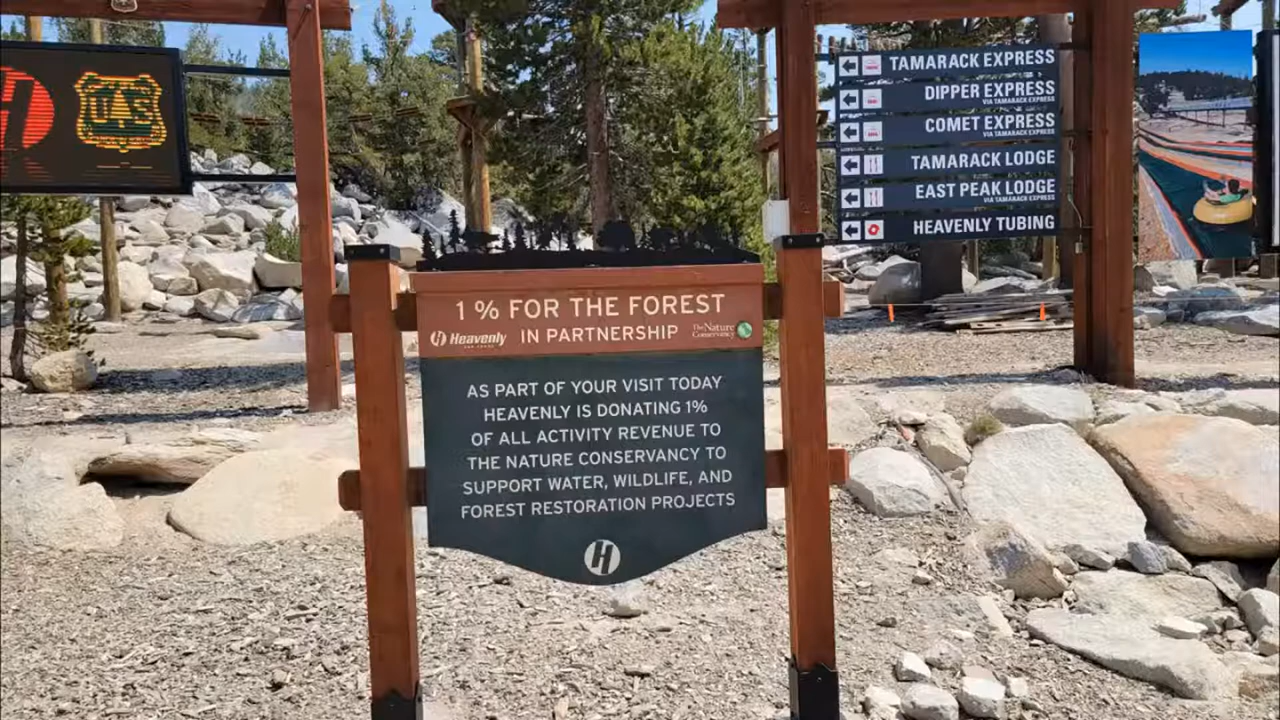 H
US
TAMARACK EXPRESS
DIPPER EXPRESS
VIA TAMARACK EXPRESS
COMET EXPRESS
VIA TAMARACK EXPRESS
TAMARACK LODGE
EAST PEAK LODGE
VIA TAMARACK EXPRESS
HEAVENLY TUBING
1 % FOR THE FOREST
Heavenly IN PARTNERSHIP The Nature Conservancy
AS PART OF YOUR VISIT TODAY
HEAVENLY IS DONATING 1%
OF ALL ACTIVITY REVENUE TO
THE NATURE CONSERVANCY TO
SUPPORT WATER, WILDLIFE, AND
FOREST RESTORATION PROJECTS
H